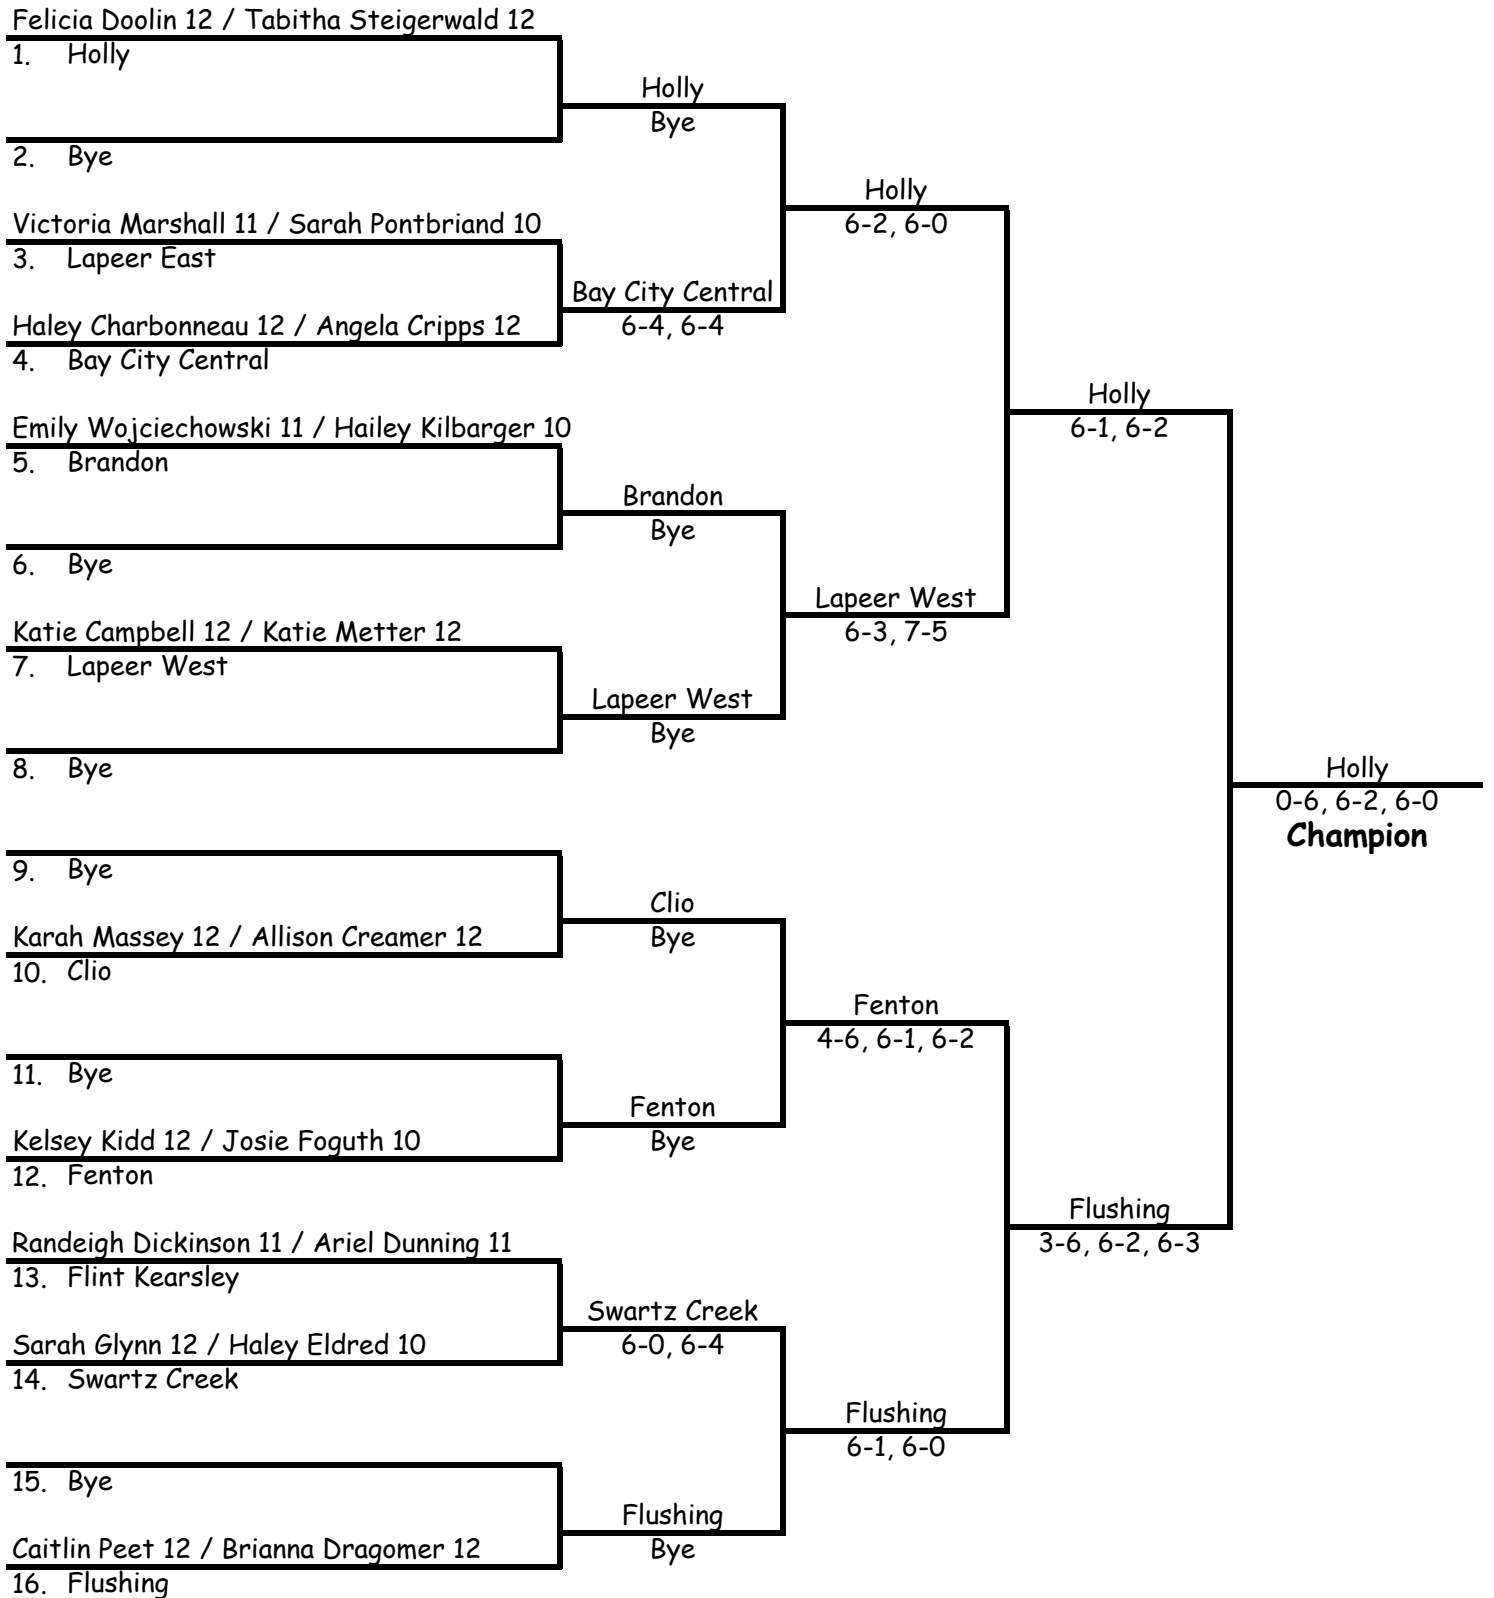 Felicia Doolin 12 / Tabitha Steigerwald 12
1. Holly
Holly
Bye
2. Bye
Holly
6-2, 6-0
Victoria Marshall 11 / Sarah Pontbriand 10
3. Lapeer East
Bay City Central
6-4, 6-4
Haley Charbonneau 12 / Angela Cripps 12
4. Bay City Central
Holly
6-1, 6-2
Emily Wojciechowski 11 / Hailey Kilbarger 10
5. Brandon
Brandon
Bye
6. Bye
Lapeer West
6-3, 7-5
Katie Campbell 12 / Katie Metter 12
7. Lapeer West
Lapeer West
Bye
8. Bye
Holly
0-6, 6-2, 6-0
Champion
9. Bye
Clio
Bye
Karah Massey 12 / Allison Creamer 12
10. Clio
Fenton
4-6, 6-1, 6-2
11. Bye
Fenton
Bye
Kelsey Kidd 12 / Josie Foguth 10
12. Fenton
Flushing
3-6, 6-2, 6-3
Randeigh Dickinson 11 / Ariel Dunning 11
13. Flint Kearsley
Swartz Creek
6-0, 6-4
Sarah Glynn 12 / Haley Eldred 10
14. Swartz Creek
Flushing
6-1, 6-0
15. Bye
Flushing
Bye
Caitlin Peet 12 / Brianna Dragomer 12
16. Flushing